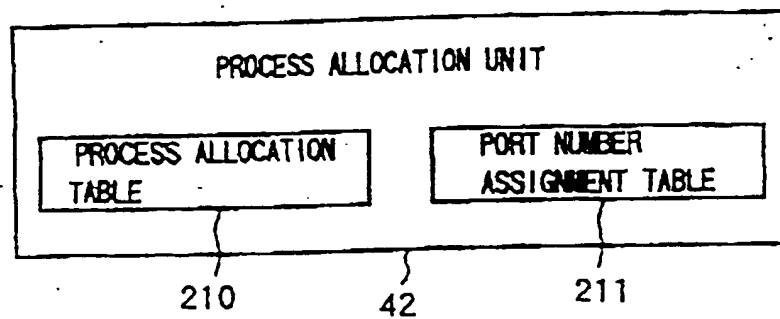 PROCESS ALLOCATION UNIT
PROCESS ALLOCATION
TABLE
PORT NUMBER
ASSIGNMENT TABLE
210
42
211